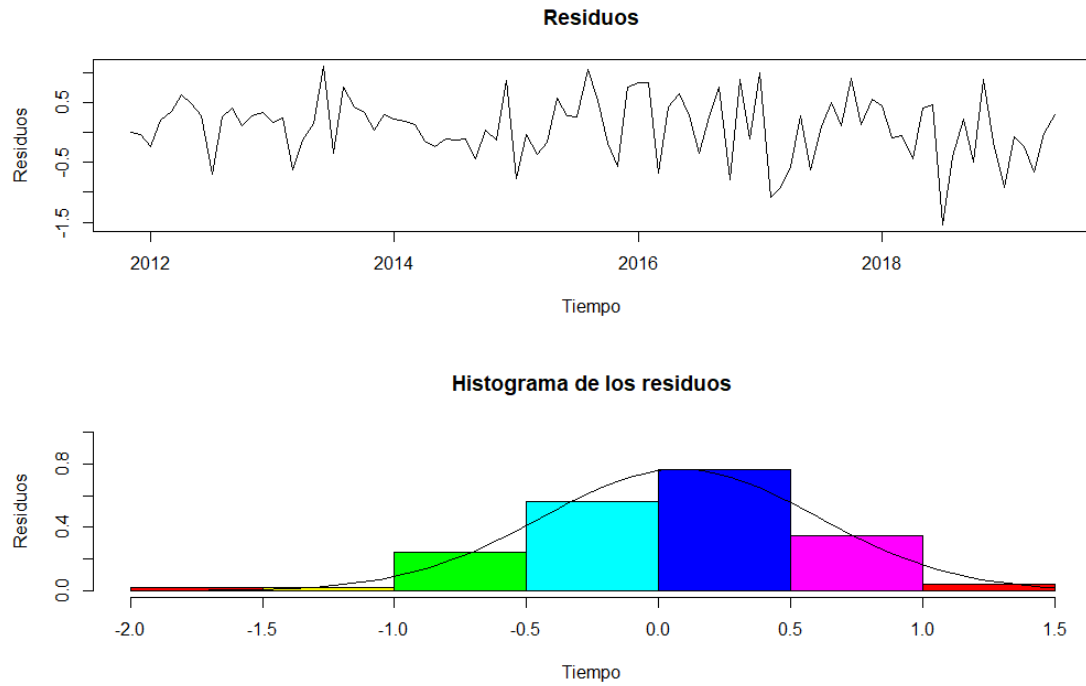 Residuos
Residuos
0.5
-0.5
-1.5
2012 2014 2016 2018
Tiempo
Histograma de los residuos
Residuos
0.8
0.4
0.0
-2.0 -1.5 -1.0 -0.5 0.0 0.5 1.0 1.5
Tiempo